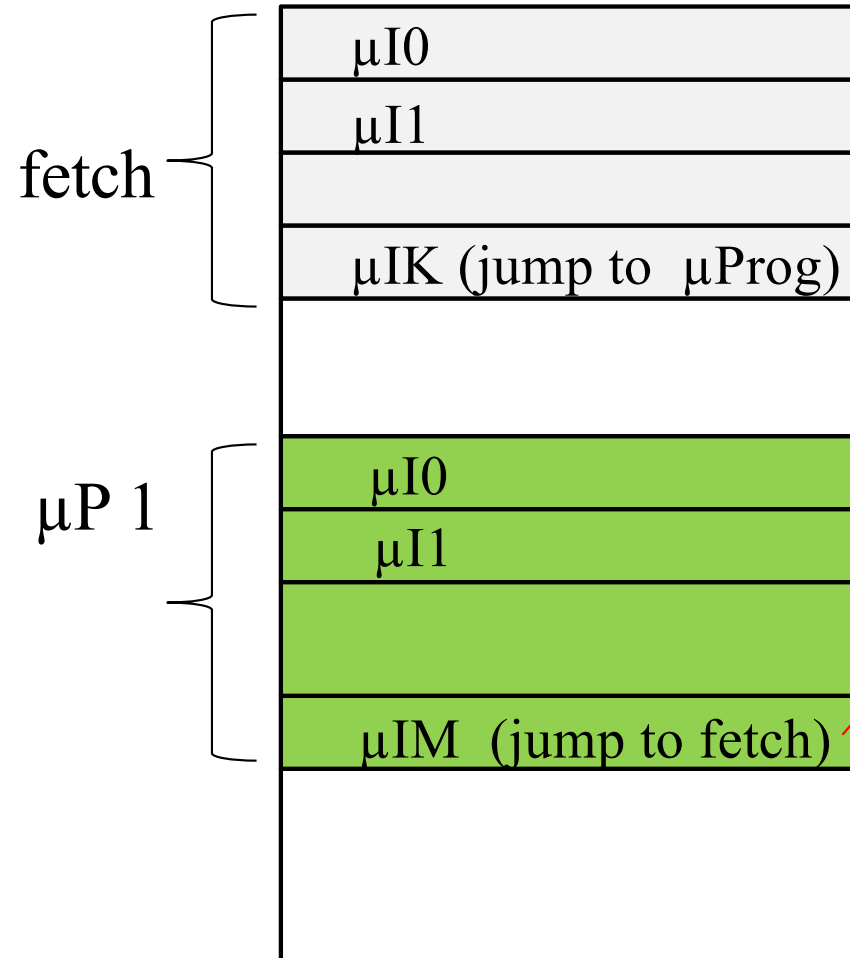 μI0
μI1
fetch
μIK (jump to μProg)
μI0
μP 1
μI1
μIM (jump to fetch)